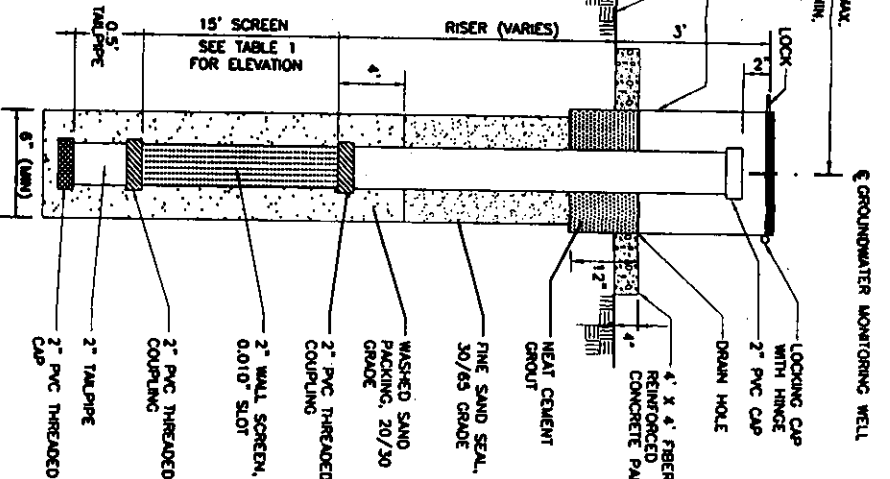 MAX.
MIN.
LOCK
3'
2"
RISER (VARIES)
4'
15' SCREEN
SEE TABLE 1
FOR ELEVATION
0.5'
TAILPIPE
6" (MIN)
12"
4"
℄ GROUNDWATER MONITORING WELL
LOCKING CAP
WITH HINGE
2" PVC CAP
DRAIN HOLE
4' X 4' FIBER
REINFORCED
CONCRETE PA
NEAT CEMENT
GROUT
FINE SAND SEAL,
30/65 GRADE
WASHED SAND
PACKING, 20/30
GRADE
2" PVC THREADED
COUPLING
2" WALL SCREEN,
0.010" SLOT
2" PVC THREADED
COUPLING
2" TAILPIPE
2" PVC THREADED
CAP